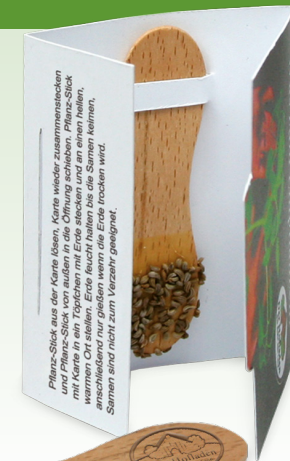 Pflanz-Stick aus der Karte lösen, Karte wieder zusammenstecken
und Pflanz-Stick von außen in die Öffnung schieben. Pflanz-Stick
mit Karte in ein Töpfchen mit Erde stecken und an einen hellen,
warmen Ort stellen. Erde feucht halten bis die Samen keimen,
anschließend nur gießen wenn die Erde trocken wird.
Samen sind nicht zum Verzehr geeignet.